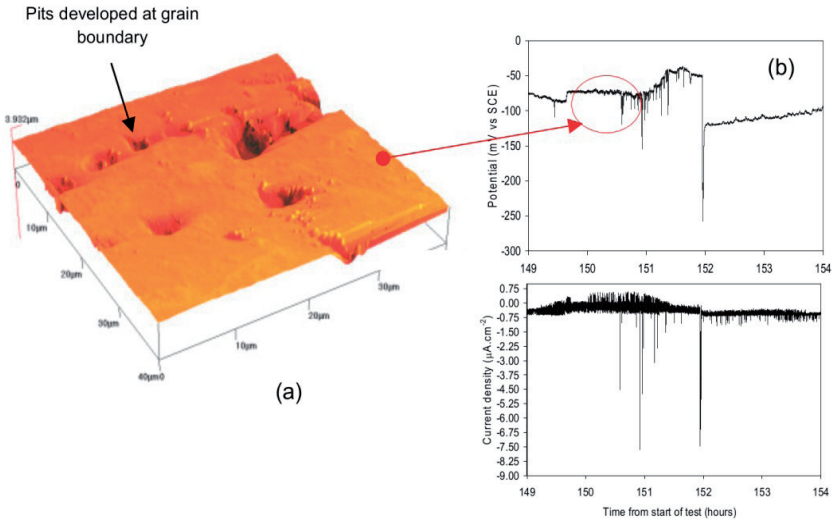 Pits developed at grain
boundary
3.932µm
0
10µm
20µm
30µm
40µm0
10µm
20µm
30µm
(a)
(b)
Potential (mV vs SCE)
0
-50
-100
-150
-200
-250
-300
149 150 151 152 153 154
Current density (µA.cm-2)
0.75
0.00
-0.75
-1.50
-2.25
-3.00
-3.75
-4.50
-5.25
-6.00
-6.75
-7.50
-8.25
-9.00
149 150 151 152 153 154
Time from start of test (hours)